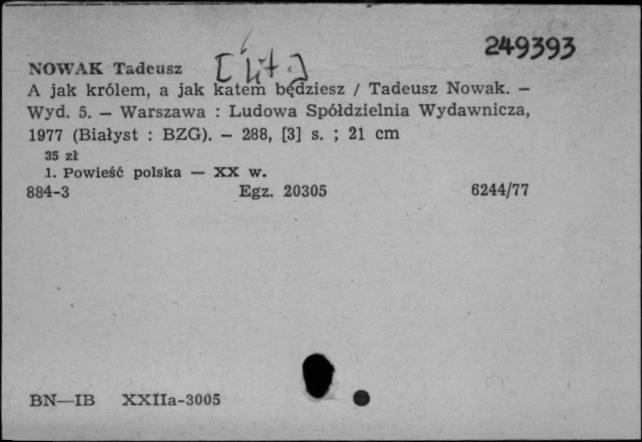 249393
NOWAK Tadeusz [lit.]
A jak królem, a jak katem będziesz / Tadeusz Nowak. —
Wyd. 5. — Warszawa : Ludowa Spółdzielnia Wydawnicza,
1977 (Białyst : BZG). — 288, [3] s. ; 21 cm
35 zł
1. Powieść polska — XX w.
884-3 Egz. 20305 6244/77
BN—IB XXIIa-3005